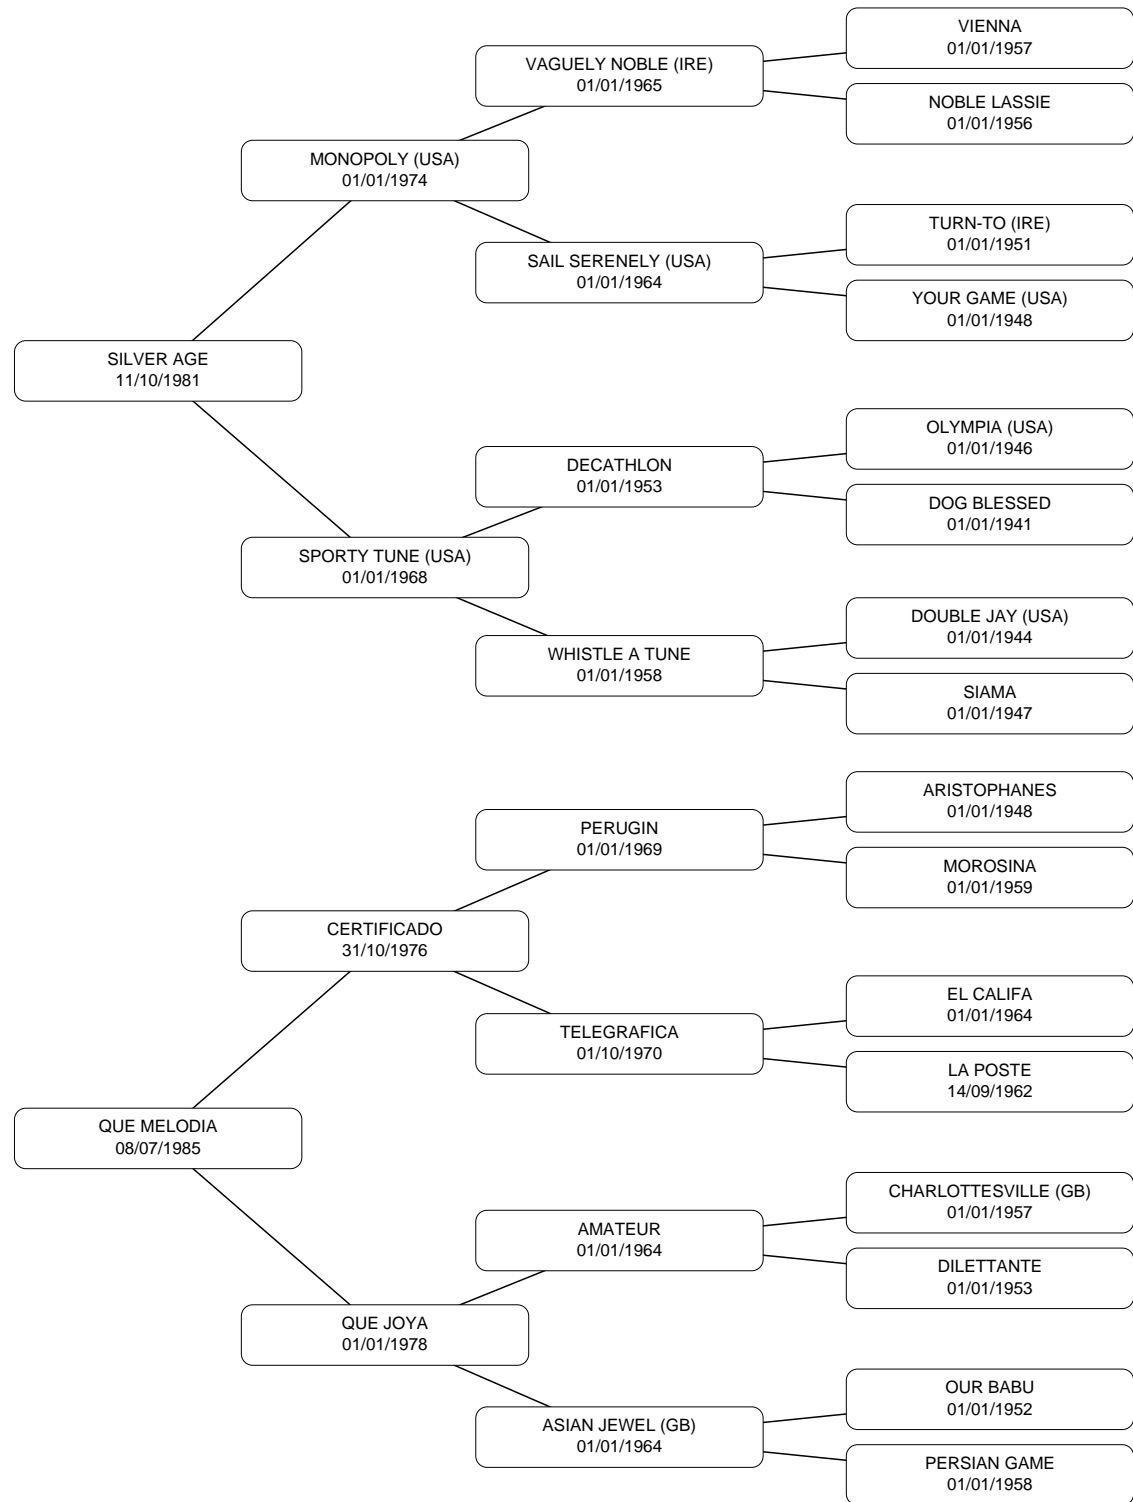 VIENNA
01/01/1957
VAGUELY NOBLE (IRE)
01/01/1965
NOBLE LASSIE
01/01/1956
MONOPOLY (USA)
01/01/1974
TURN-TO (IRE)
01/01/1951
SAIL SERENELY (USA)
01/01/1964
YOUR GAME (USA)
01/01/1948
SILVER AGE
11/10/1981
OLYMPIA (USA)
01/01/1946
DECATHLON
01/01/1953
DOG BLESSED
01/01/1941
SPORTY TUNE (USA)
01/01/1968
DOUBLE JAY (USA)
01/01/1944
WHISTLE A TUNE
01/01/1958
SIAMA
01/01/1947
ARISTOPHANES
01/01/1948
PERUGIN
01/01/1969
MOROSINA
01/01/1959
CERTIFICADO
31/10/1976
EL CALIFA
01/01/1964
TELEGRAFICA
01/10/1970
LA POSTE
14/09/1962
QUE MELODIA
08/07/1985
CHARLOTTESVILLE (GB)
01/01/1957
AMATEUR
01/01/1964
DILETTANTE
01/01/1953
QUE JOYA
01/01/1978
OUR BABU
01/01/1952
ASIAN JEWEL (GB)
01/01/1964
PERSIAN GAME
01/01/1958